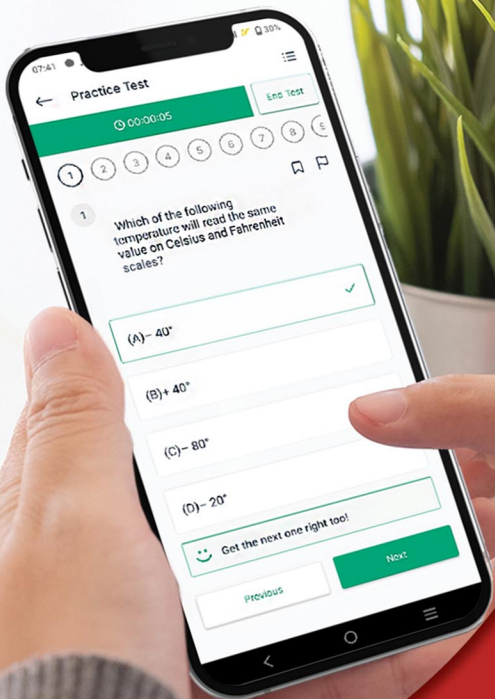 07:41
30%
← Practice Test
00:00:05
End Test
1 2 3 4 5 6 7 8
1
Which of the following
temperature will read the same
value on Celsius and Fahrenheit
scales?
(A)– 40°
(B)+ 40°
(C)– 80°
(D)– 20°
Get the next one right too!
Previous
Next